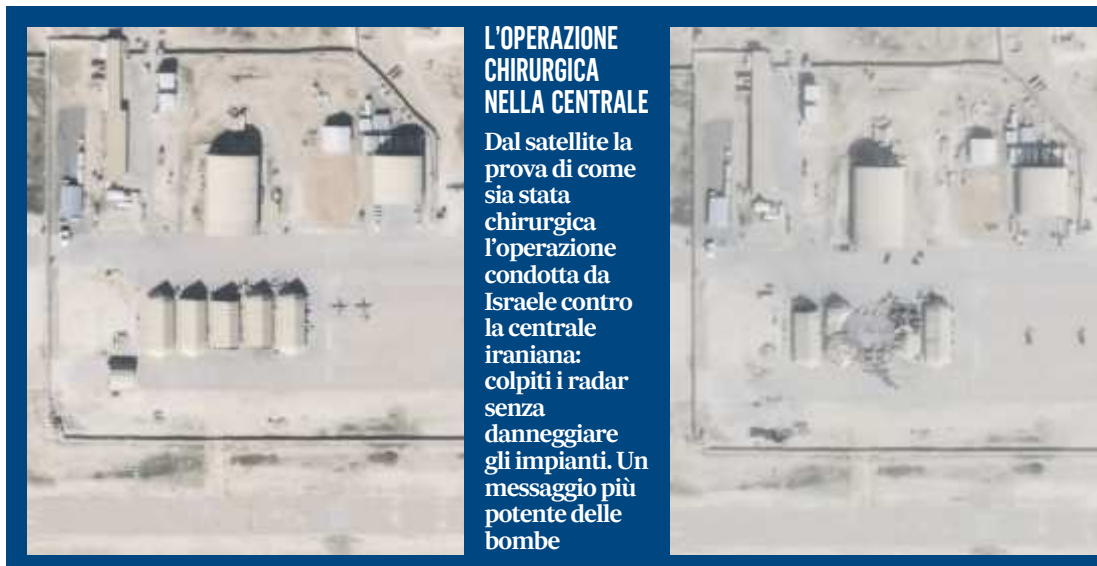 L'OPERAZIONE
CHIRURGICA
NELLA CENTRALE
Dal satellite la
prova di come
sia stata
chirurgica
l'operazione
condotta da
Israele contro
la centrale
iraniana:
colpiti i radar
senza
danneggiare
gli impianti. Un
messaggio più
potente delle
bombe